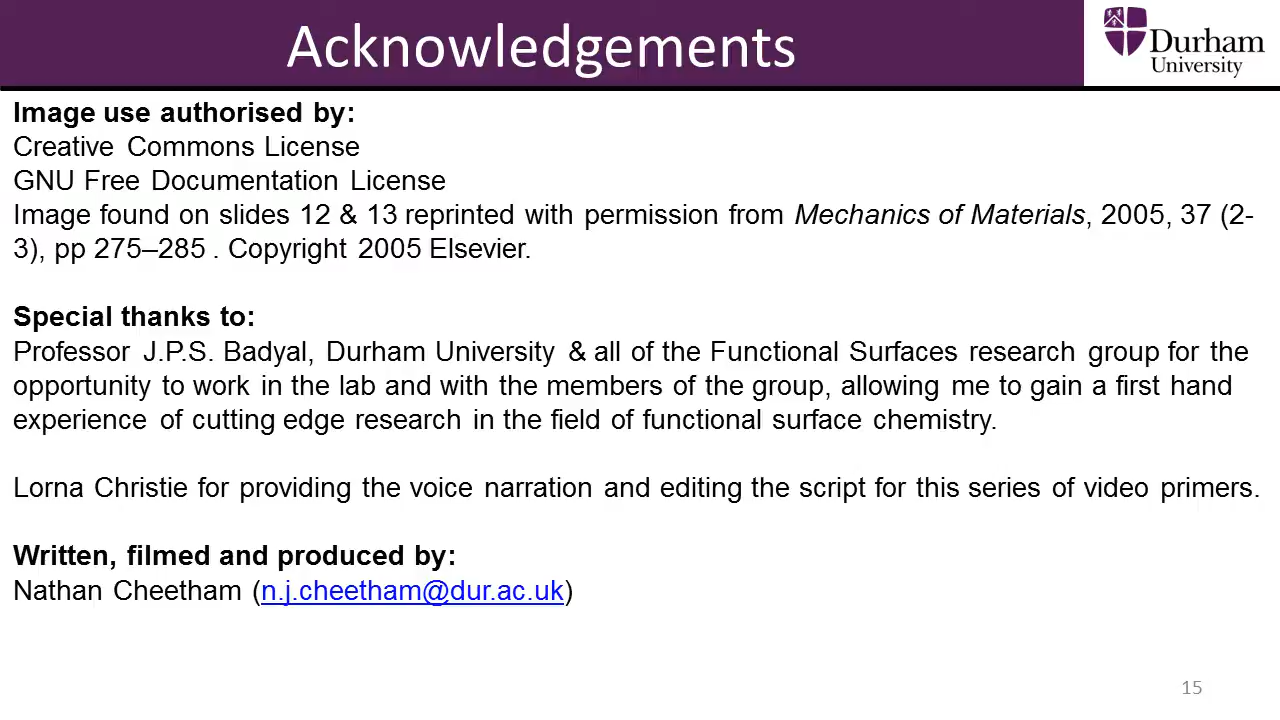 Acknowledgements
Durham
University
Image use authorised by:
Creative Commons License
GNU Free Documentation License
Image found on slides 12 & 13 reprinted with permission from Mechanics of Materials, 2005, 37 (2-
3), pp 275–285 . Copyright 2005 Elsevier.
Special thanks to:
Professor J.P.S. Badyal, Durham University & all of the Functional Surfaces research group for the
opportunity to work in the lab and with the members of the group, allowing me to gain a first hand
experience of cutting edge research in the field of functional surface chemistry.
Lorna Christie for providing the voice narration and editing the script for this series of video primers.
Written, filmed and produced by:
Nathan Cheetham (n.j.cheetham@dur.ac.uk)
15